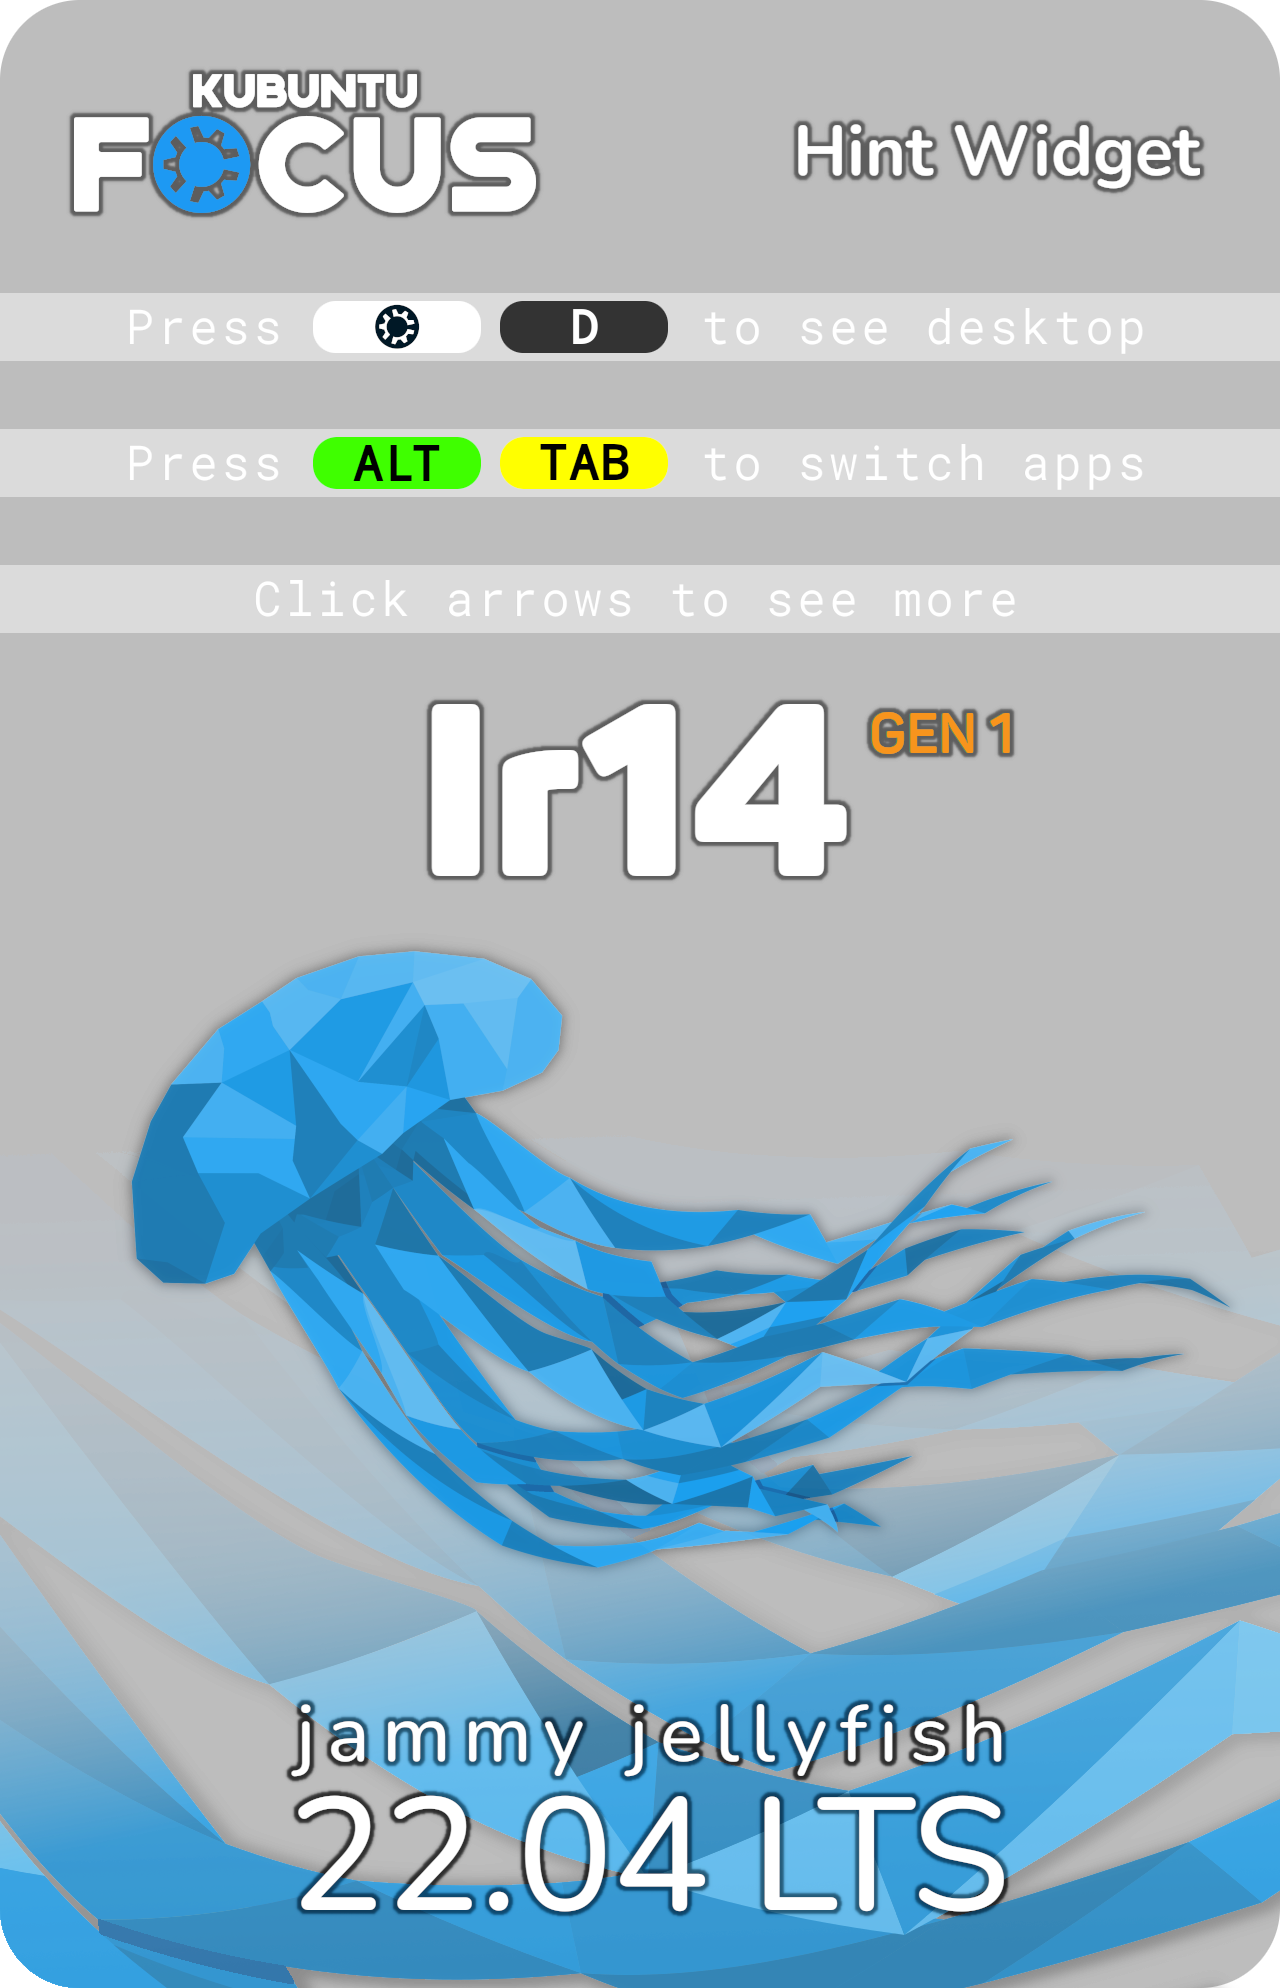 KUBUNTU
FOCUS
Hint Widget
Press D to see desktop
Press ALT TAB to switch apps
Click arrows to see more
Ir14 GEN 1
jammy jellyfish
22.04 LTS